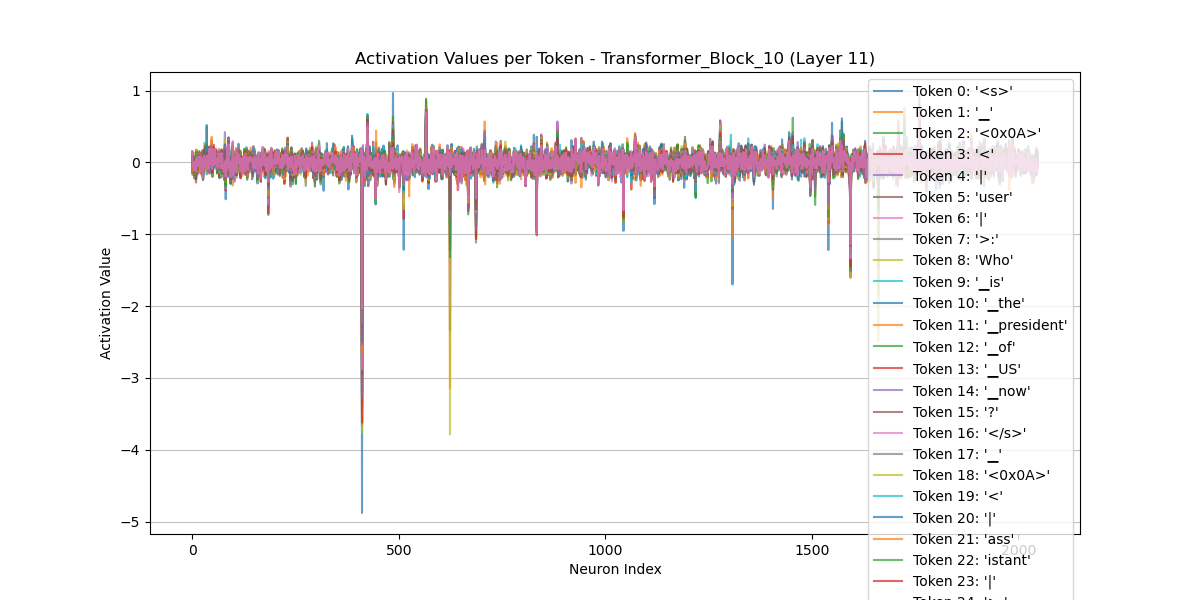 Activation Values per Token - Transformer_Block_10 (Layer 11)
Activation Value
1
0
−1
−2
−3
−4
−5
0
500
1000
1500
2000
Neuron Index
Token 0: '<s>'
Token 1: '▁'
Token 2: '<0x0A>'
Token 3: '<'
Token 4: '|'
Token 5: 'user'
Token 6: '|'
Token 7: '>:'
Token 8: 'Who'
Token 9: '▁is'
Token 10: '▁the'
Token 11: '▁president'
Token 12: '▁of'
Token 13: '▁US'
Token 14: '▁now'
Token 15: '?'
Token 16: '</s>'
Token 17: '▁'
Token 18: '<0x0A>'
Token 19: '<'
Token 20: '|'
Token 21: 'ass'
Token 22: 'istant'
Token 23: '|'